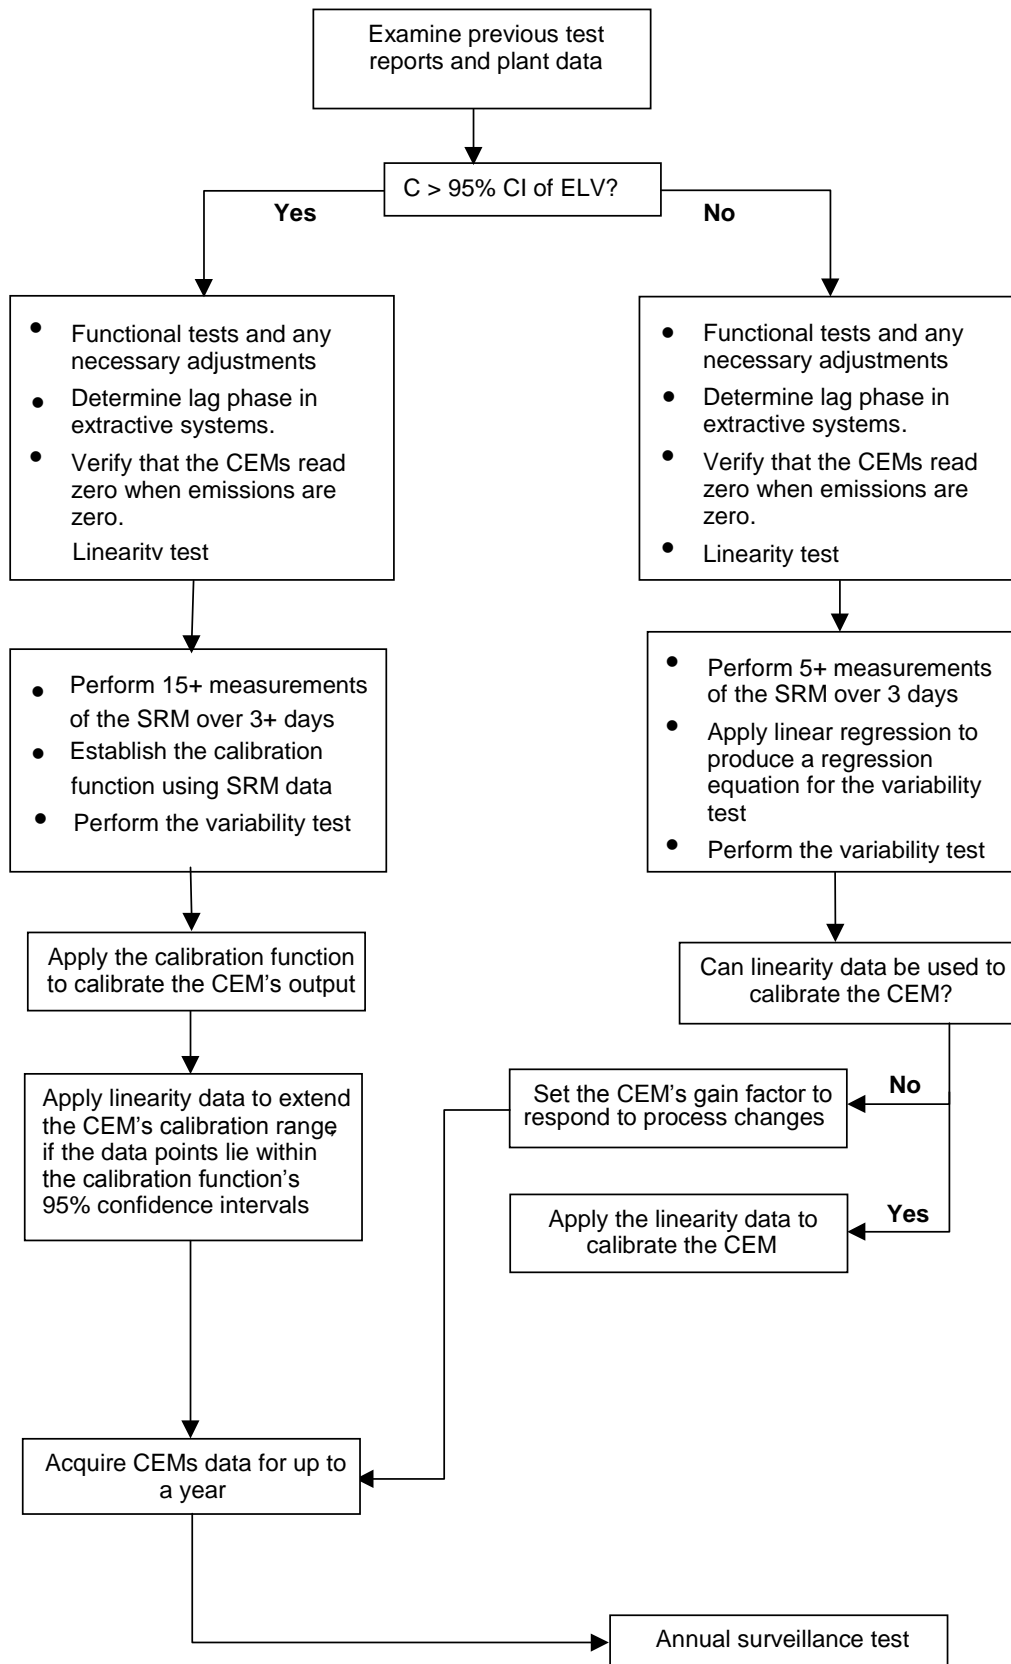 Examine previous test
reports and plant data
C > 95% CI of ELV?
Yes
No
• Functional tests and any
necessary adjustments
• Determine lag phase in
extractive systems.
• Verify that the CEMs read
zero when emissions are
zero.
Linearity test
• Functional tests and any
necessary adjustments
• Determine lag phase in
extractive systems.
• Verify that the CEMs read
zero when emissions are
zero.
• Linearity test
• Perform 15+ measurements
of the SRM over 3+ days
• Establish the calibration
function using SRM data
• Perform the variability test
• Perform 5+ measurements
of the SRM over 3 days
• Apply linear regression to
produce a regression
equation for the variability
test
• Perform the variability test
Apply the calibration function
to calibrate the CEM's output
Can linearity data be used to
calibrate the CEM?
Apply linearity data to extend
the CEM's calibration range,
if the data points lie within
the calibration function's
95% confidence intervals
Set the CEM's gain factor to
respond to process changes
No
Apply the linearity data to
calibrate the CEM
Yes
Acquire CEMs data for up to
a year
Annual surveillance test